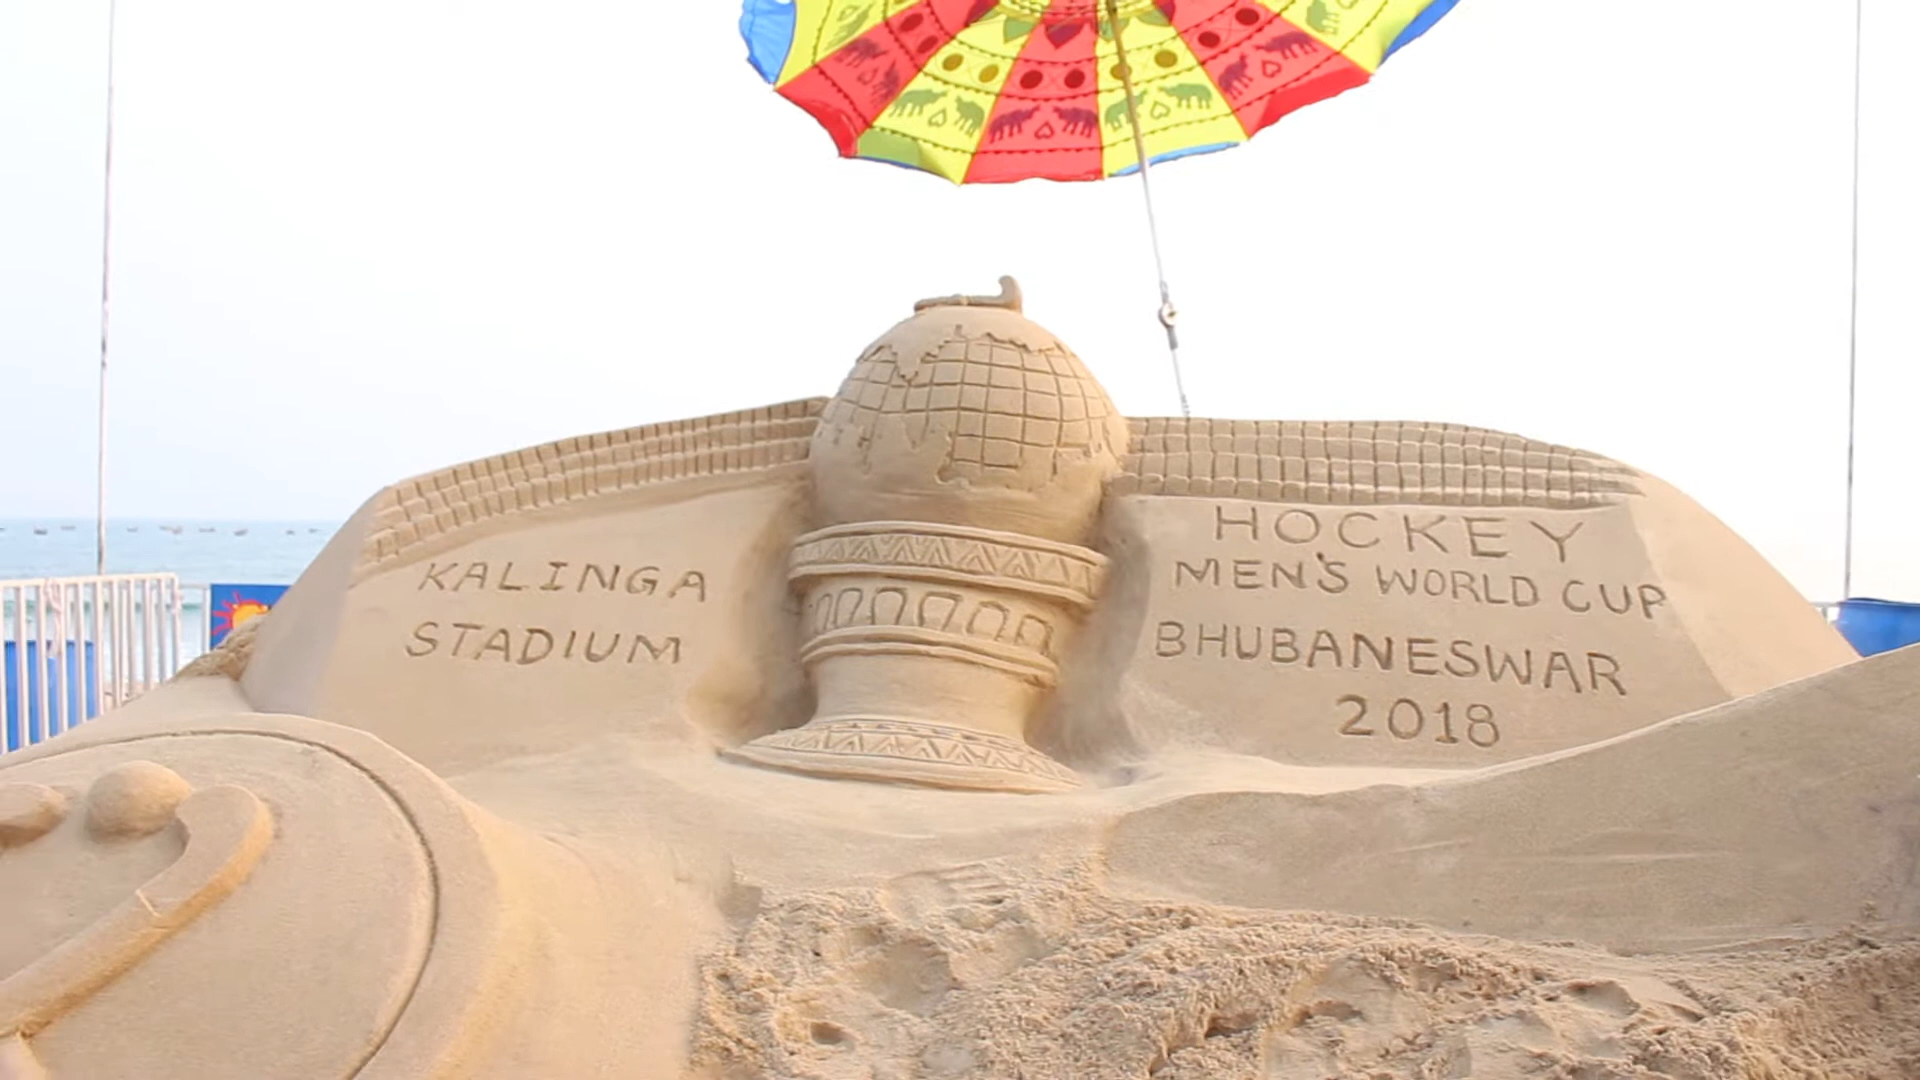 KALINGA
STADIUM
HOCKEY
MEN'S WORLD CUP
BHUBANESWAR
2018